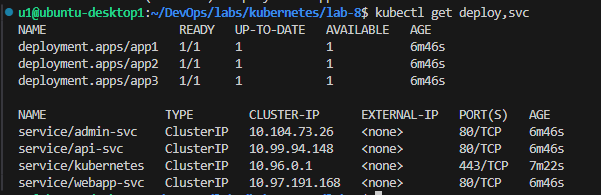 u1@ubuntu-desktop1:~/DevOps/labs/kubernetes/lab-8$ kubectl get deploy,svc
NAME READY UP-TO-DATE AVAILABLE AGE
deployment.apps/app1 1/1 1 1 6m46s
deployment.apps/app2 1/1 1 1 6m46s
deployment.apps/app3 1/1 1 1 6m46s
NAME TYPE CLUSTER-IP EXTERNAL-IP PORT(S) AGE
service/admin-svc ClusterIP 10.104.73.26 <none> 80/TCP 6m46s
service/api-svc ClusterIP 10.99.94.148 <none> 80/TCP 6m46s
service/kubernetes ClusterIP 10.96.0.1 <none> 443/TCP 7m22s
service/webapp-svc ClusterIP 10.97.191.168 <none> 80/TCP 6m46s